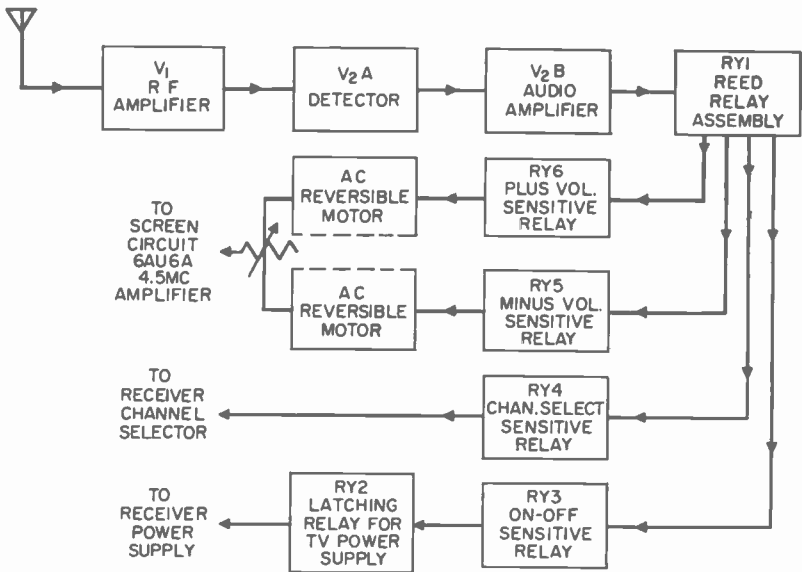 V1
RF
AMPLIFIER
V2A
DETECTOR
V2B
AUDIO
AMPLIFIER
RY1
REED
RELAY
ASSEMBLY
AC
REVERSIBLE
MOTOR
RY6
PLUS VOL.
SENSITIVE
RELAY
TO
SCREEN
CIRCUIT
6AU6A
4.5MC
AMPLIFIER
AC
REVERSIBLE
MOTOR
RY5
MINUS VOL.
SENSITIVE
RELAY
TO
RECEIVER
CHANNEL
SELECTOR
RY4
CHAN. SELECT
SENSITIVE
RELAY
TO
RECEIVER
POWER
SUPPLY
RY2
LATCHING
RELAY FOR
TV POWER
SUPPLY
RY3
ON-OFF
SENSITIVE
RELAY